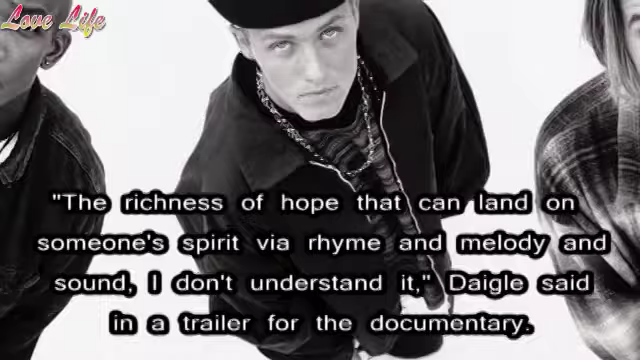 Love Life
"The richness of hope that can land on
someone's spirit via rhyme and melody and
sound, I don't understand it," Daigle said
in a trailer for the documentary.